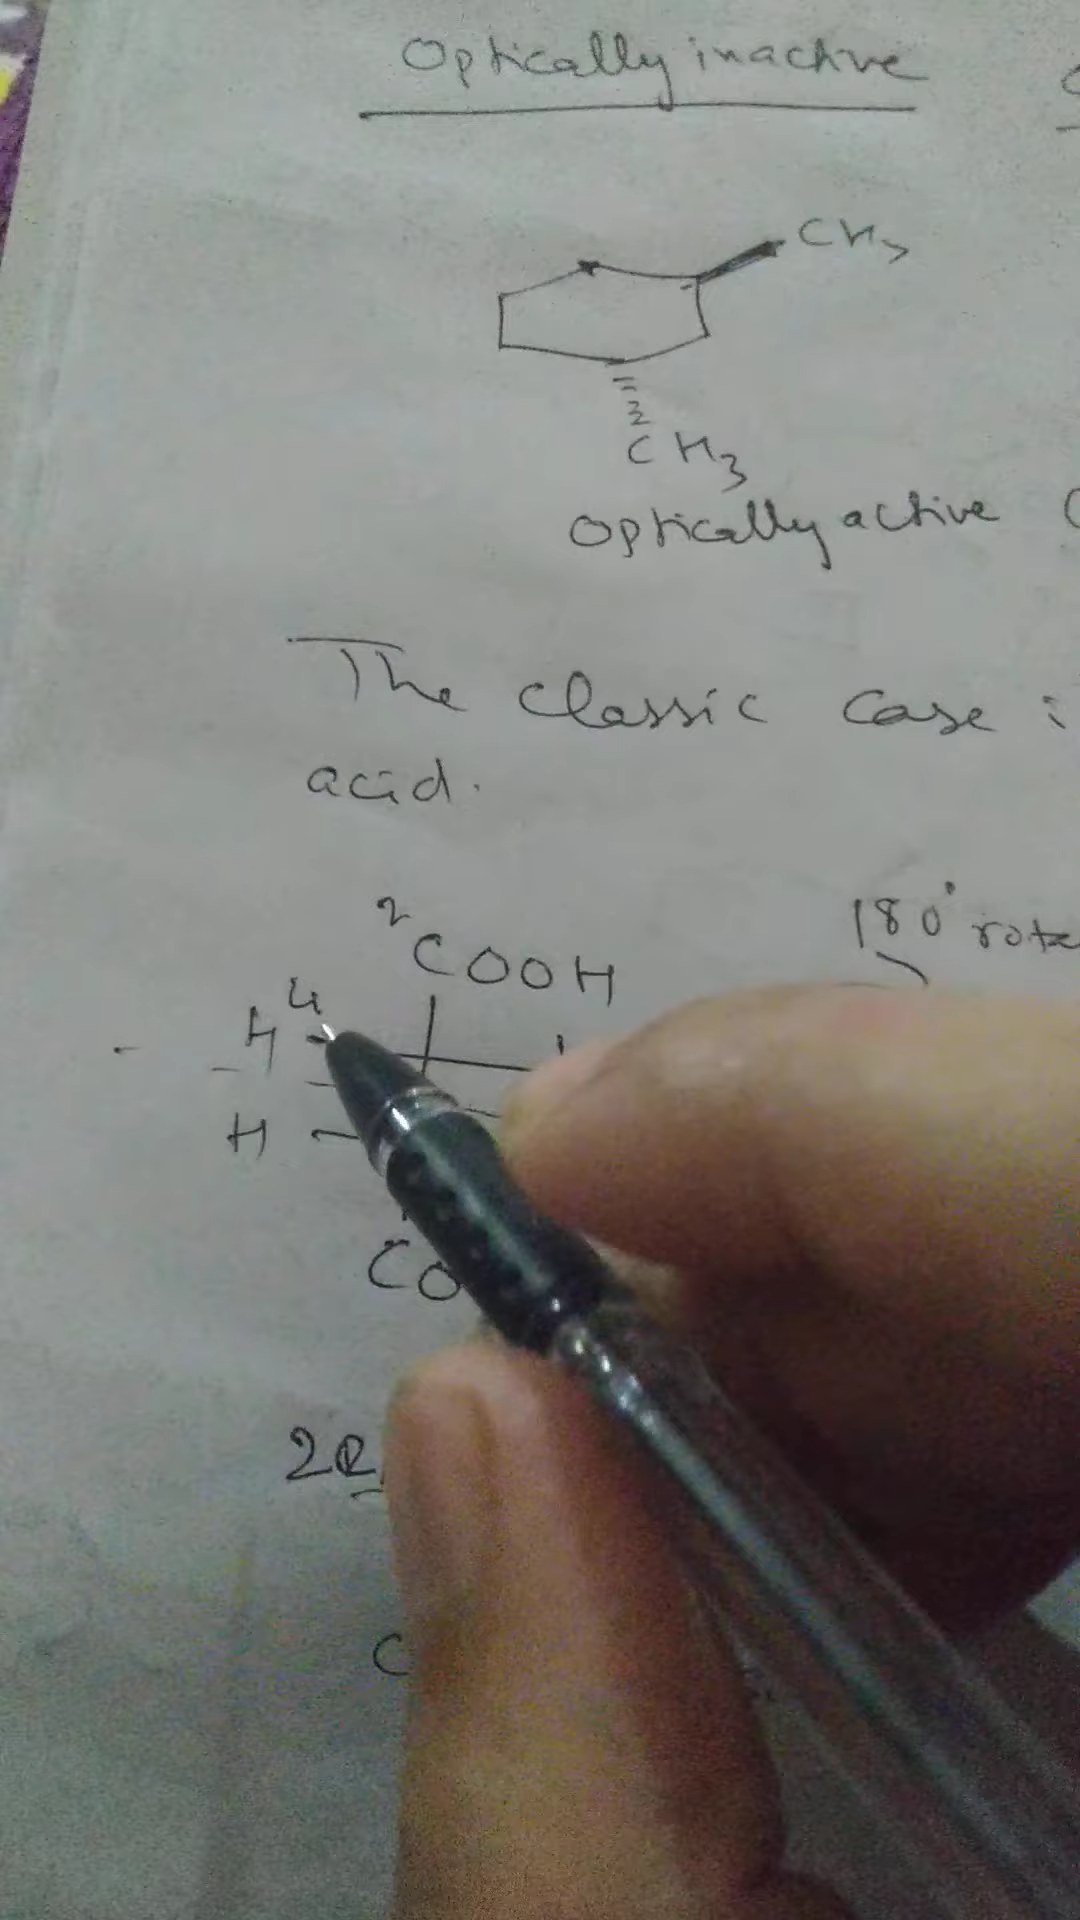 Optically inactive
CH3
CH3
Optically active
The classic case :
acid.
180° rota
2
COOH
4
H
H
CO
2R
C